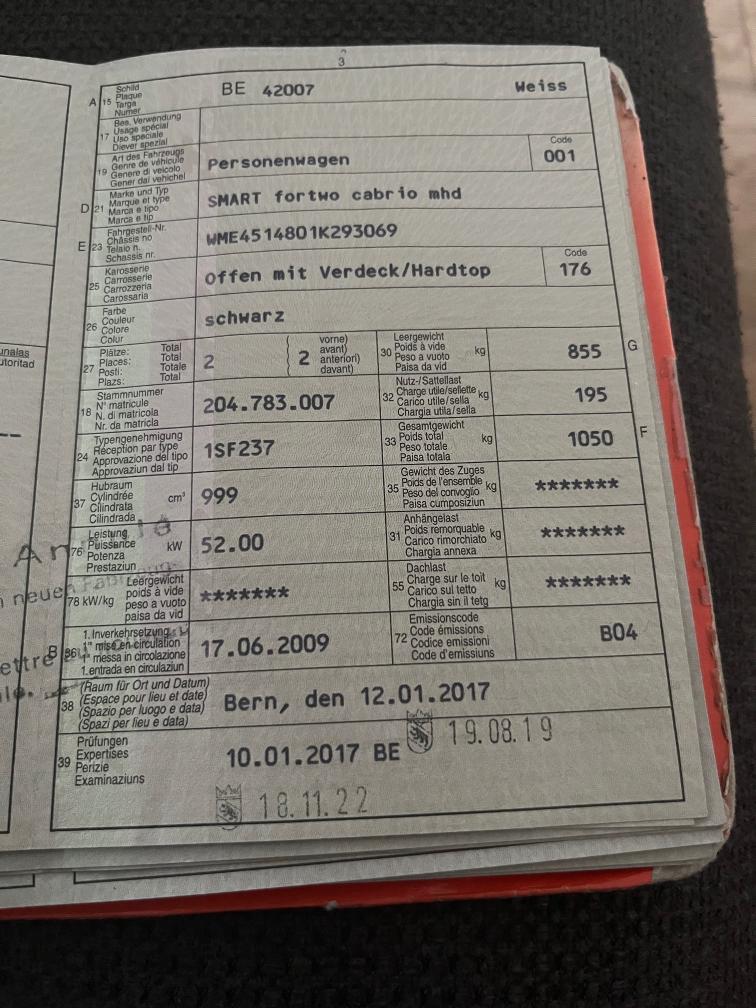 3
A 15 Schild
Plaque
Targa
Numer
BE 42007 Weiss
17 Bes. Verwendung
Usage spécial
Uso speciale
Diever spezial
19 Art des Fahrzeugs
Genre de véhicule
Genere di veicolo
Gener dal vehichel
Personenwagen
Code
001
D 21 Marke und Typ
Marque et type
Marca e tipo
Marca e tip
SMART fortwo cabrio mhd
E 23 Fahrgestell-Nr.
Châssis no
Telaio n.
Schassis nr.
WME4514801K293069
25 Karosserie
Carrosserie
Carrozzeria
Carossaria
Offen mit Verdeck/Hardtop
Code
176
26 Farbe
Couleur
Colore
Colur
schwarz
27 Plätze: Total
Places: Total
Posti: Totale
Plazs: Total
2
2 vorne)
avant)
anteriori)
davant)
30 Leergewicht
Poids à vide
Peso a vuoto
Paisa da vid
kg
855 G
18 Stammnummer
N° matricule
N. di matricola
Nr. da matricla
204.783.007
32 Nutz-/Sattellast
Charge utile/sellette
Carico utile/sella
Chargia utila/sella
kg
195
24 Typengenehmigung
Réception par type
Approvazione del tipo
Approvaziun dal tip
1SF237
33 Gesamtgewicht
Poids total
Peso totale
Paisa totala
kg
1050 F
37 Hubraum
Cylindrée
Cilindrata
Cilindrada
cm³
999
35 Gewicht des Zuges
Poids de l'ensemble
Peso del convoglio
Paisa cumposiziun
kg
*******
76 Leistung
Puissance
Potenza
Prestaziun
kW
52.00
31 Anhängelast
Poids remorquable
Carico rimorchiato
Chargia annexa
kg
*******
78 kW/kg Leergewicht
poids à vide
peso a vuoto
paisa da vid
*******
55 Dachlast
Charge sur le toit
Carico sul tetto
Chargia sin il tetg
kg
*******
B 36 1. Inverkehrsetzung
1re mise en circulation
1a messa in circolazione
1. entrada en circulaziun
17.06.2009
72 Emissionscode
Code émissions
Codice emissioni
Code d'emissiuns
B04
38 (Raum für Ort und Datum)
(Espace pour lieu et date)
(Spazio per luogo e data)
(Spazi per lieu e data)
Bern, den 12.01.2017
39 Prüfungen
Expertises
Perizie
Examinaziuns
10.01.2017 BE
19.08.19
18.11.22